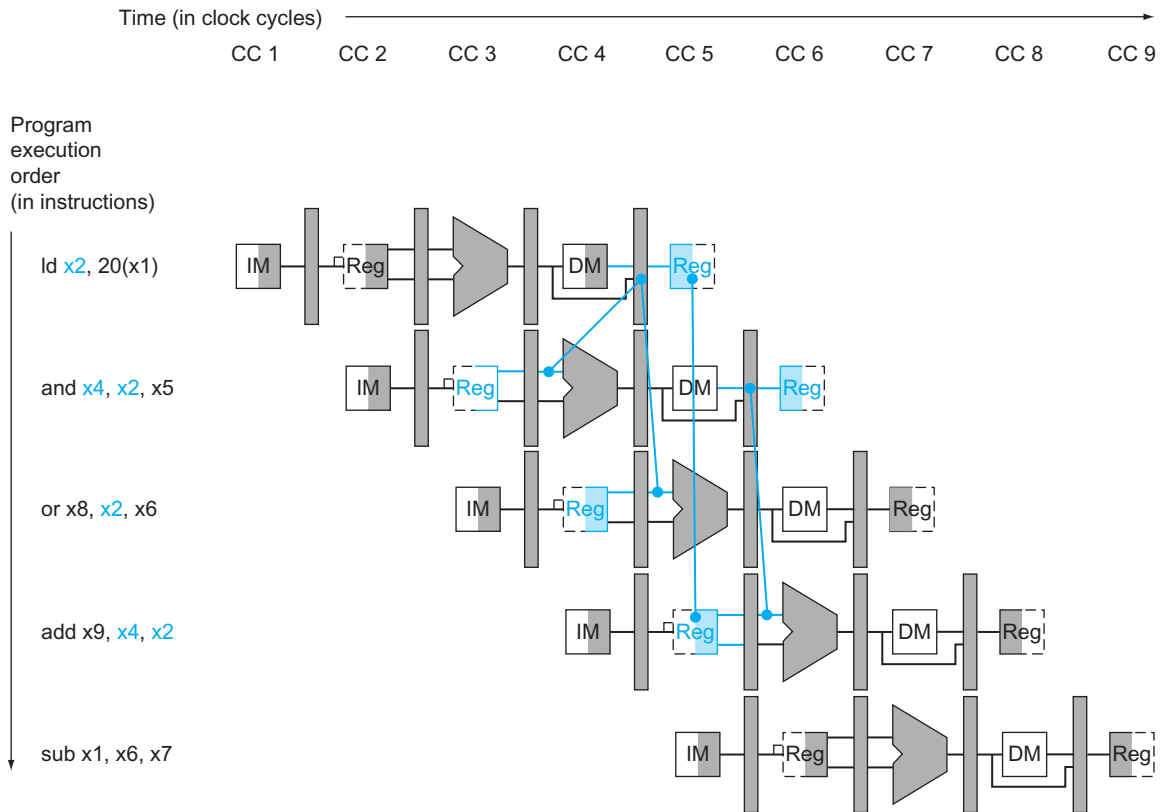 Time (in clock cycles)
CC 1 CC 2 CC 3 CC 4 CC 5 CC 6 CC 7 CC 8 CC 9
Program
execution
order
(in instructions)
ld x2, 20(x1) IM Reg DM Reg
and x4, x2, x5 IM Reg DM Reg
or x8, x2, x6 IM Reg DM Reg
add x9, x4, x2 IM Reg DM Reg
sub x1, x6, x7 IM Reg DM Reg